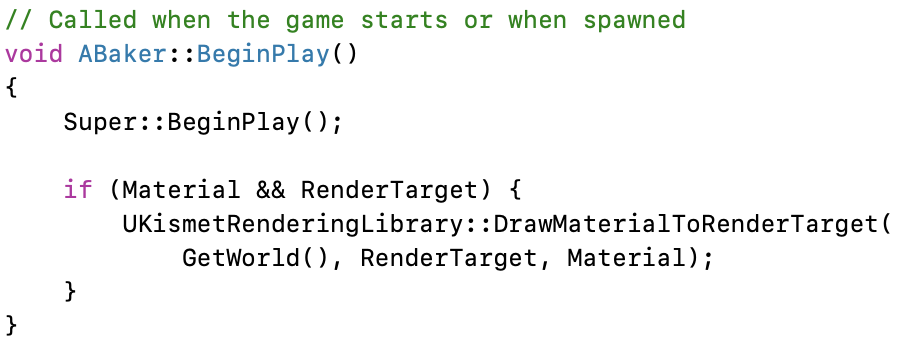 // Called when the game starts or when spawned
void ABaker::BeginPlay()
{
    Super::BeginPlay();

    if (Material && RenderTarget) {
        UKismetRenderingLibrary::DrawMaterialToRenderTarget(
            GetWorld(), RenderTarget, Material);
    }
}